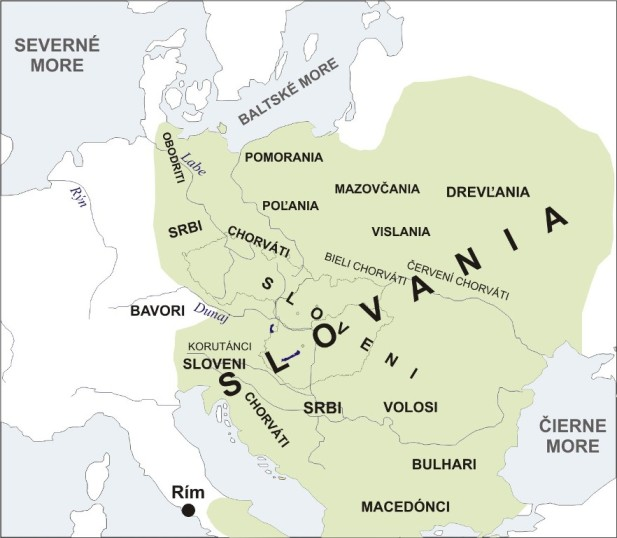 SEVERNÉ
MORE
BALTSKÉ MORE
OBODRITI
Labe
POMORANIA
MAZOVČANIA
DREVĽANIA
Rýn
POĽANIA
SRBI
CHORVÁTI
VISLANIA
BIELI CHORVÁTI
ČERVENÍ CHORVÁTI
SLOVANIA
SLOVENI
BAVORI
Dunaj
KORUTÁNCI
SLOVENI
CHORVÁTI
SRBI
VOLOSI
ČIERNE
MORE
BULHARI
Rím
MACEDÓNCI